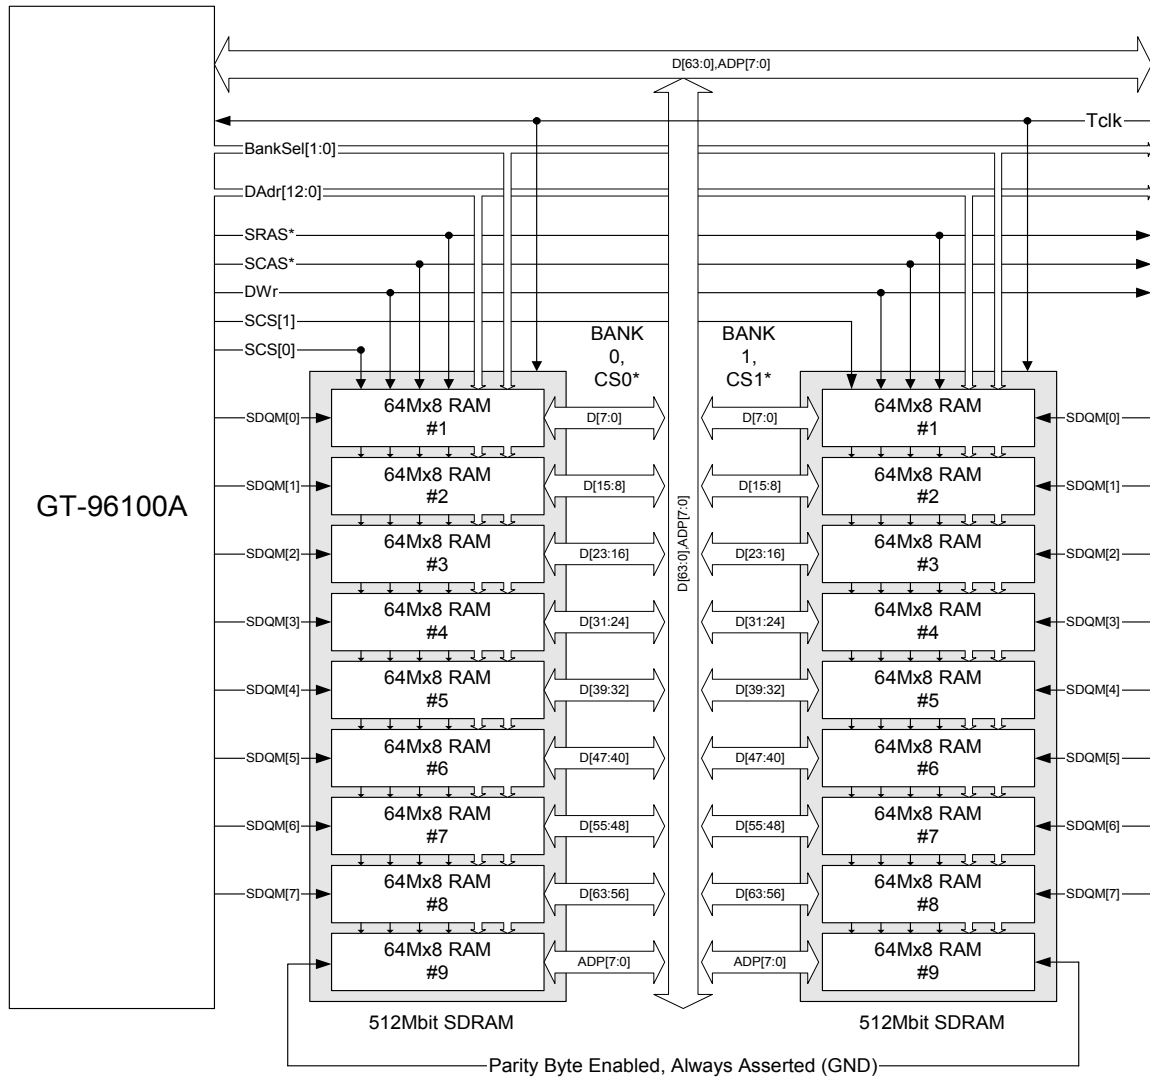 D[63:0],ADP[7:0]
Tclk
BankSel[1:0]
DAdr[12:0]
SRAS*
SCAS*
DWr
SCS[1]
SCS[0]
BANK
0,
CS0*
BANK
1,
CS1*
GT-96100A
D[63:0],ADP[7:0]
SDQM[0]
64Mx8 RAM
#1
D[7:0]
D[7:0]
64Mx8 RAM
#1
SDQM[0]
SDQM[1]
64Mx8 RAM
#2
D[15:8]
D[15:8]
64Mx8 RAM
#2
SDQM[1]
SDQM[2]
64Mx8 RAM
#3
D[23:16]
D[23:16]
64Mx8 RAM
#3
SDQM[2]
SDQM[3]
64Mx8 RAM
#4
D[31:24]
D[31:24]
64Mx8 RAM
#4
SDQM[3]
SDQM[4]
64Mx8 RAM
#5
D[39:32]
D[39:32]
64Mx8 RAM
#5
SDQM[4]
SDQM[5]
64Mx8 RAM
#6
D[47:40]
D[47:40]
64Mx8 RAM
#6
SDQM[5]
SDQM[6]
64Mx8 RAM
#7
D[55:48]
D[55:48]
64Mx8 RAM
#7
SDQM[6]
SDQM[7]
64Mx8 RAM
#8
D[63:56]
D[63:56]
64Mx8 RAM
#8
SDQM[7]
64Mx8 RAM
#9
ADP[7:0]
ADP[7:0]
64Mx8 RAM
#9
512Mbit SDRAM
512Mbit SDRAM
Parity Byte Enabled, Always Asserted (GND)